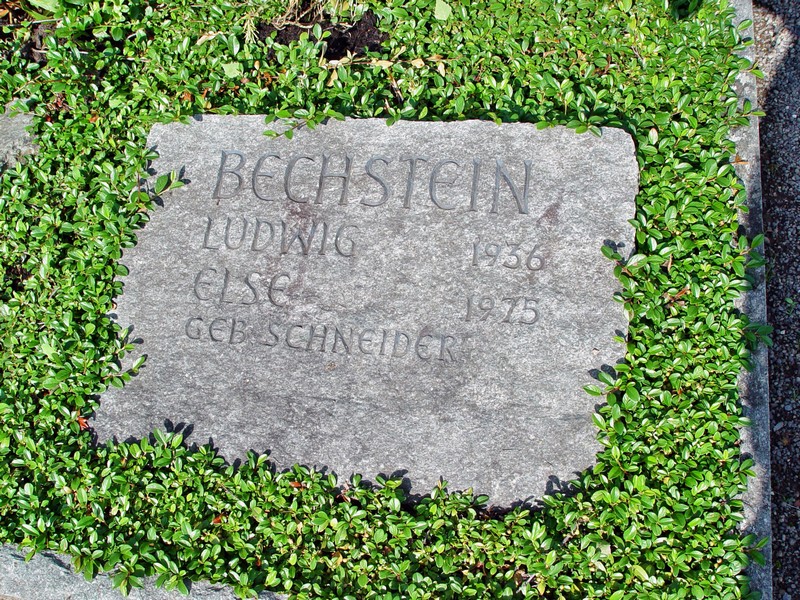 BECHSTEIN
LUDWIG 1936
ELSE 1975
GEB SCHNEIDER